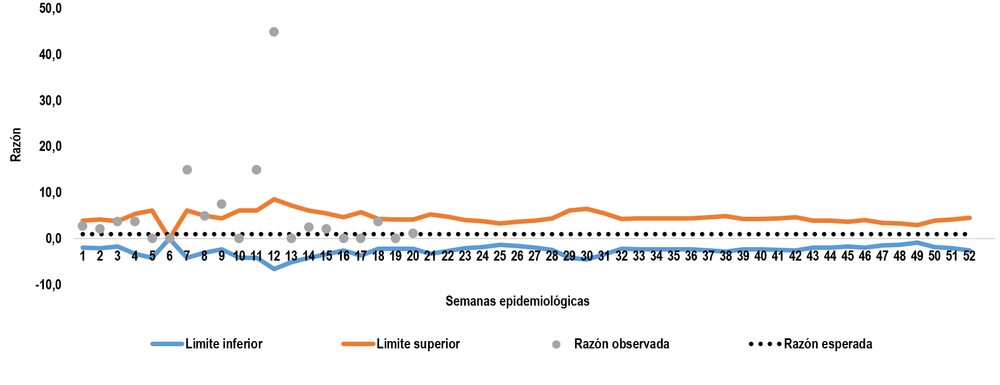 50,0
40,0
30,0
20,0
10,0
0,0
-10,0
Razón
1 2 3 4 5 6 7 8 9 10 11 12 13 14 15 16 17 18 19 20 21 22 23 24 25 26 27 28 29 30 31 32 33 34 35 36 37 38 39 40 41 42 43 44 45 46 47 48 49 50 51 52
Semanas epidemiológicas
Límite inferior Límite superior Razón observada Razón esperada